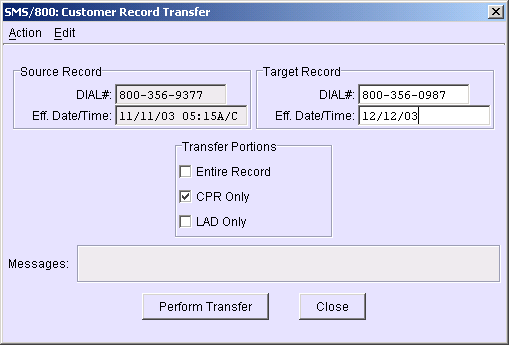 SMS/800: Customer Record Transfer
Action Edit
Source Record
DIAL#: 800-356-9377
Eff. Date/Time: 11/11/03 05:15A/C
Target Record
DIAL#: 800-356-0987
Eff. Date/Time: 12/12/03
Transfer Portions
Entire Record
CPR Only
LAD Only
Messages:
Perform Transfer Close